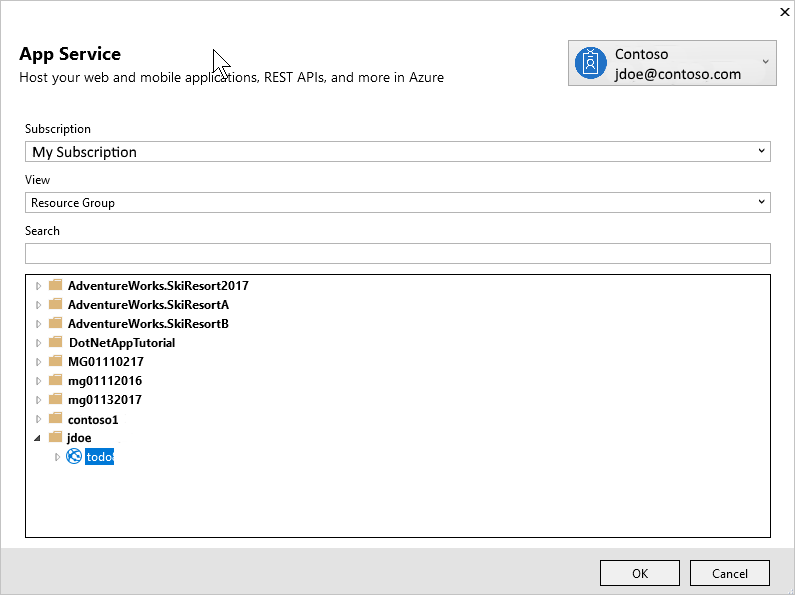 App Service
Host your web and mobile applications, REST APIs, and more in Azure
Contoso
jdoe@contoso.com
Subscription
My Subscription
View
Resource Group
Search
AdventureWorks.SkiResort2017
AdventureWorks.SkiResortA
AdventureWorks.SkiResortB
DotNetAppTutorial
MG01110217
mg01112016
mg01132017
contoso1
jdoe
OK
Cancel